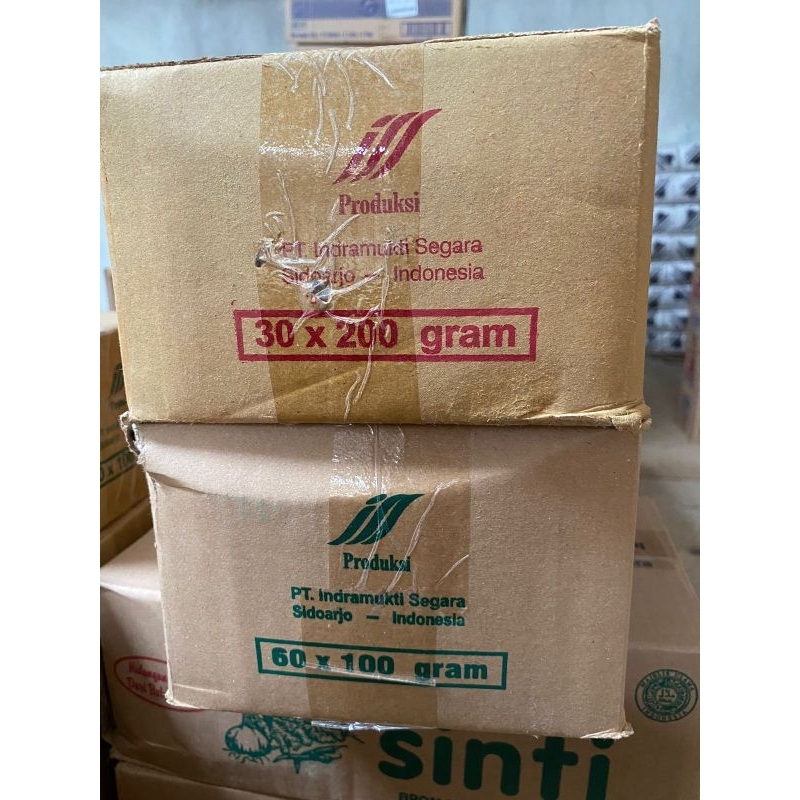 Produksi
PT. Indramukti Segara
Sidoarjo — Indonesia
30 x 200 gram
Produksi
PT. Indramukti Segara
Sidoarjo — Indonesia
60 x 100 gram
sinti